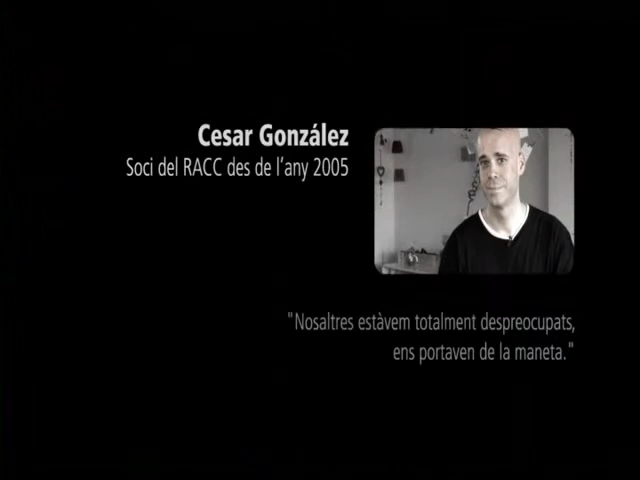 Cesar González
Soci del RACC des de l'any 2005
"Nosaltres estàvem totalment despreocupats,
ens portaven de la maneta."